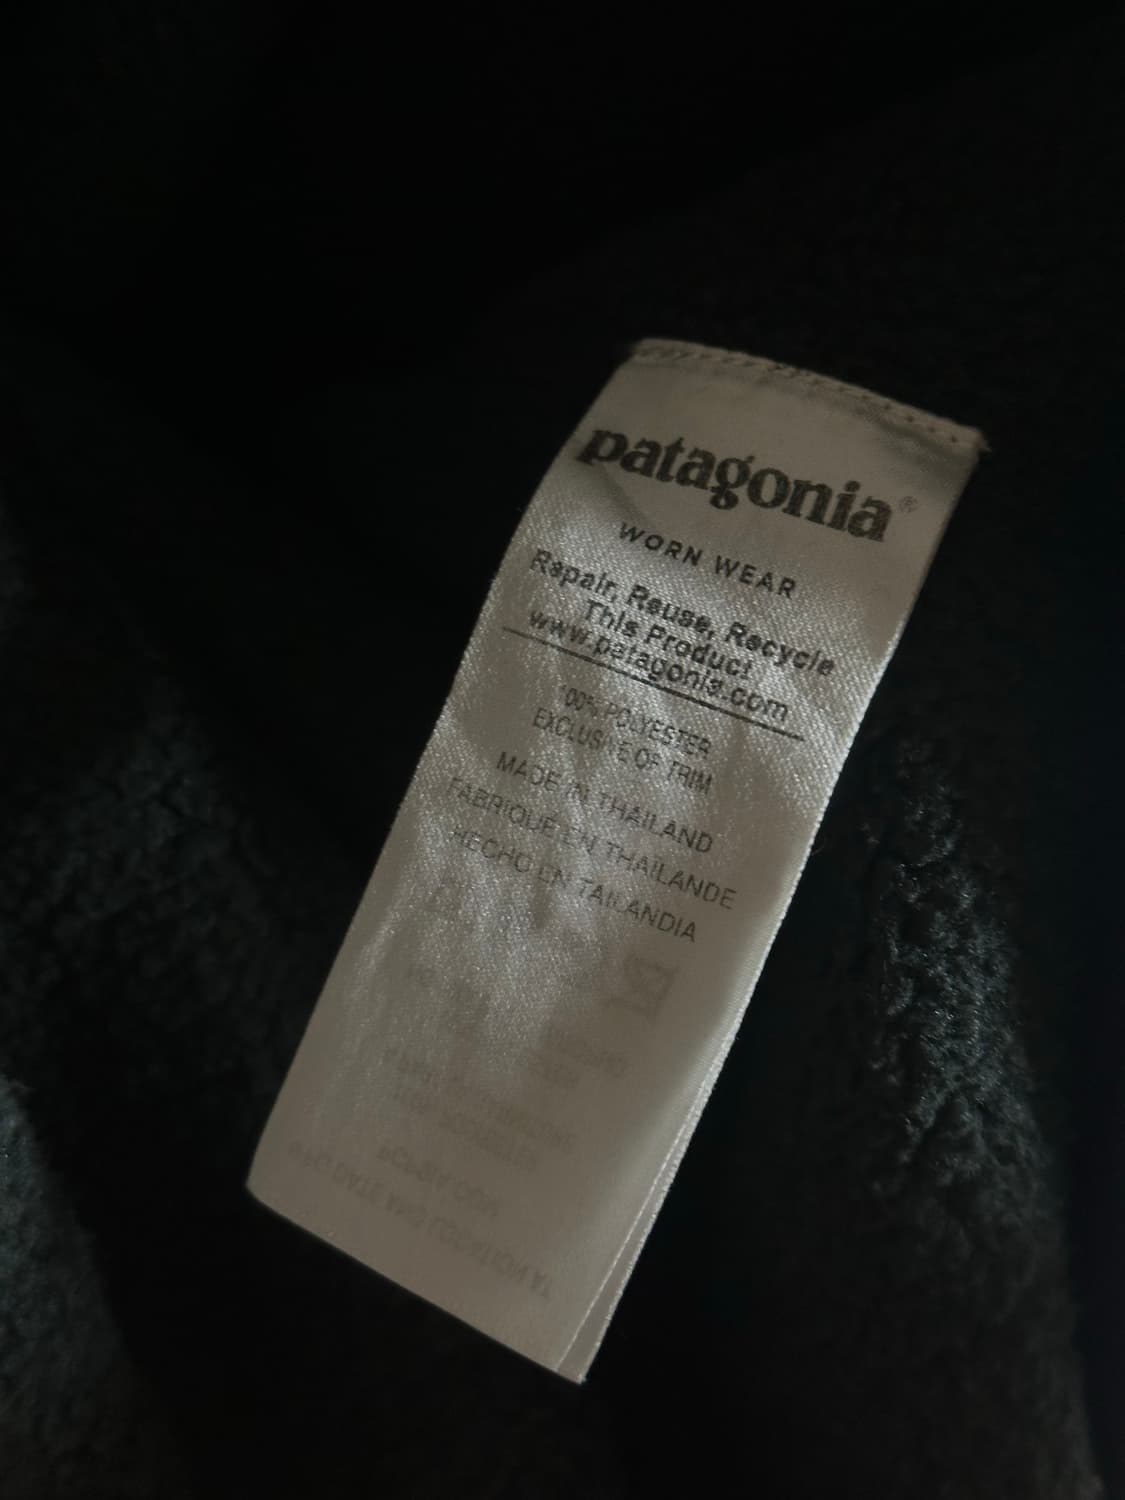 patagonia®
WORN WEAR
Repair, Reuse, Recycle
This Product
www.patagonia.com
100% POLYESTER
EXCLUSIVE OF TRIM
MADE IN THAILAND
FABRIQUE EN THAILANDE
HECHO EN TAILANDIA